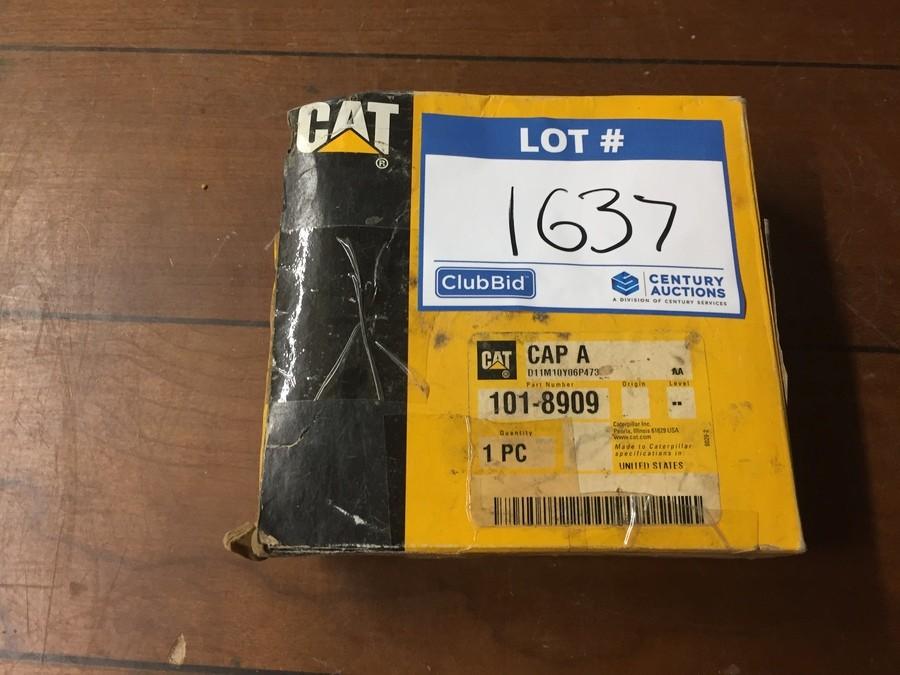 CAT
®
LOT #
1637
ClubBid™
CENTURY
AUCTIONS
A DIVISION OF CENTURY SERVICES
CAT ®
CAP A
D11M10Y06P473 AA
Part Number Origin Level
101-8909 --
Caterpillar Inc.
Peoria, Illinois 61629 USA
www.cat.com
Quantity
1 PC
Made to Caterpillar
specifications in:
UNITED STATES